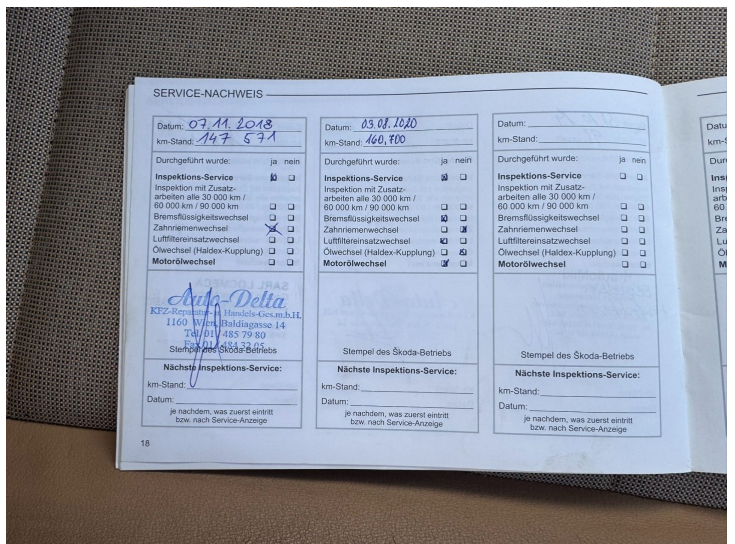 SERVICE-NACHWEIS
Datum: 07.11.2018
km-Stand: 147 571
Durchgeführt wurde: ja nein
Inspektions-Service
Inspektion mit Zusatz-
arbeiten alle 30 000 km /
60 000 km / 90 000 km
Bremsflüssigkeitswechsel
Zahnriemenwechsel
Luftfiltereinsatzwechsel
Ölwechsel (Haldex-Kupplung)
Motorölwechsel
Auto-Delta
KFZ-Reparatur- u. Handels-Ges.m.b.H.
1160 Wien, Baldiagasse 14
Tel. 01 / 485 79 80
Fax 01 / 484 32 05
Stempel des Škoda-Betriebs
Nächste Inspektions-Service:
km-Stand:
Datum:
je nachdem, was zuerst eintritt
bzw. nach Service-Anzeige
18
Datum: 03.08.2020
km-Stand: 160,700
Durchgeführt wurde: ja nein
Inspektions-Service
Inspektion mit Zusatz-
arbeiten alle 30 000 km /
60 000 km / 90 000 km
Bremsflüssigkeitswechsel
Zahnriemenwechsel
Luftfiltereinsatzwechsel
Ölwechsel (Haldex-Kupplung)
Motorölwechsel
Stempel des Škoda-Betriebs
Nächste Inspektions-Service:
km-Stand:
Datum:
je nachdem, was zuerst eintritt
bzw. nach Service-Anzeige
Datum:
km-Stand:
Durchgeführt wurde: ja nein
Inspektions-Service
Inspektion mit Zusatz-
arbeiten alle 30 000 km /
60 000 km / 90 000 km
Bremsflüssigkeitswechsel
Zahnriemenwechsel
Luftfiltereinsatzwechsel
Ölwechsel (Haldex-Kupplung)
Motorölwechsel
Stempel des Škoda-Betriebs
Nächste Inspektions-Service:
km-Stand:
Datum:
je nachdem, was zuerst eintritt
bzw. nach Service-Anzeige